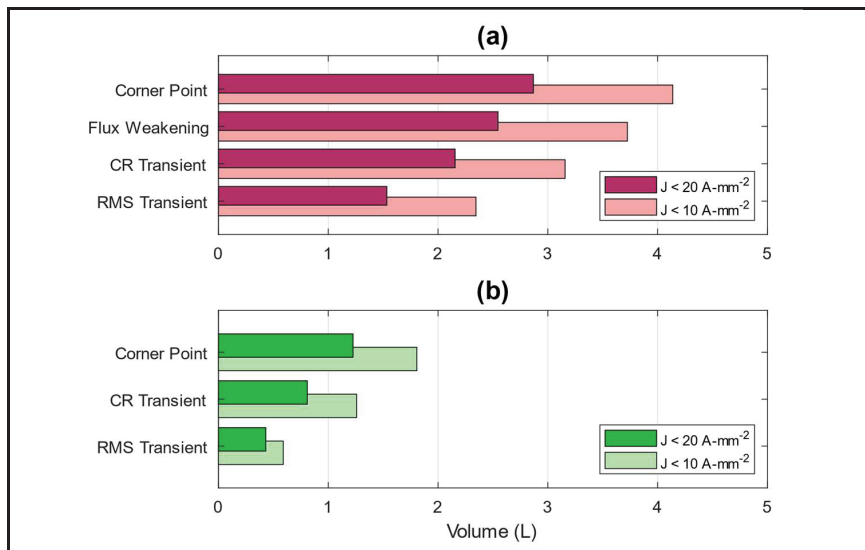 (a)
Corner Point
Flux Weakening
CR Transient
RMS Transient
J < 20 A-mm⁻²
J < 10 A-mm⁻²
0 1 2 3 4 5
(b)
Corner Point
CR Transient
RMS Transient
J < 20 A-mm⁻²
J < 10 A-mm⁻²
0 1 2 3 4 5
Volume (L)